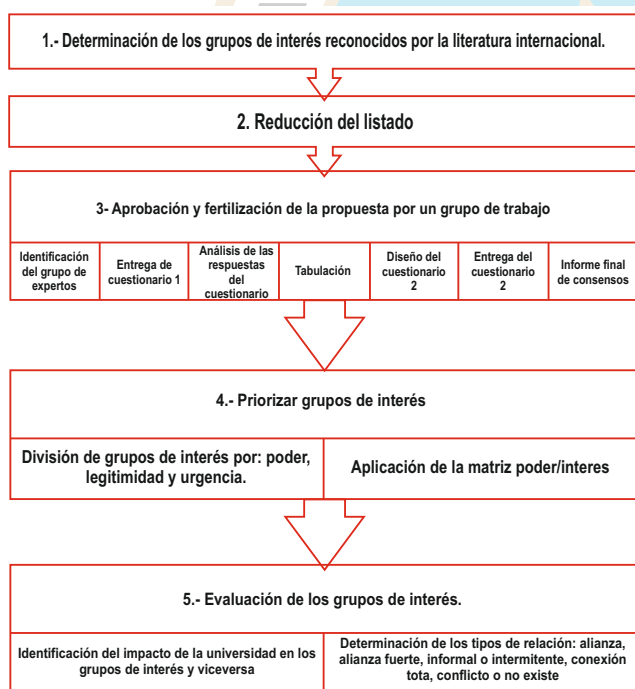 1.- Determinación de los grupos de interés reconocidos por la literatura internacional.
2. Reducción del listado
3- Aprobación y fertilización de la propuesta por un grupo de trabajo
Identificación
del grupo de
expertos
Entrega de
cuestionario 1
Análisis de las
respuestas
del
cuestionario
Tabulación
Diseño del
cuestionario
2
Entrega del
cuestionario
2
Informe final
de consensos
4.- Priorizar grupos de interés
División de grupos de interés por: poder,
legitimidad y urgencia.
Aplicación de la matriz poder/interes
5.- Evaluación de los grupos de interés.
Identificación del impacto de la universidad en los
grupos de interés y viceversa
Determinación de los tipos de relación: alianza,
alianza fuerte, informal o intermitente, conexión
tota, conflicto o no existe